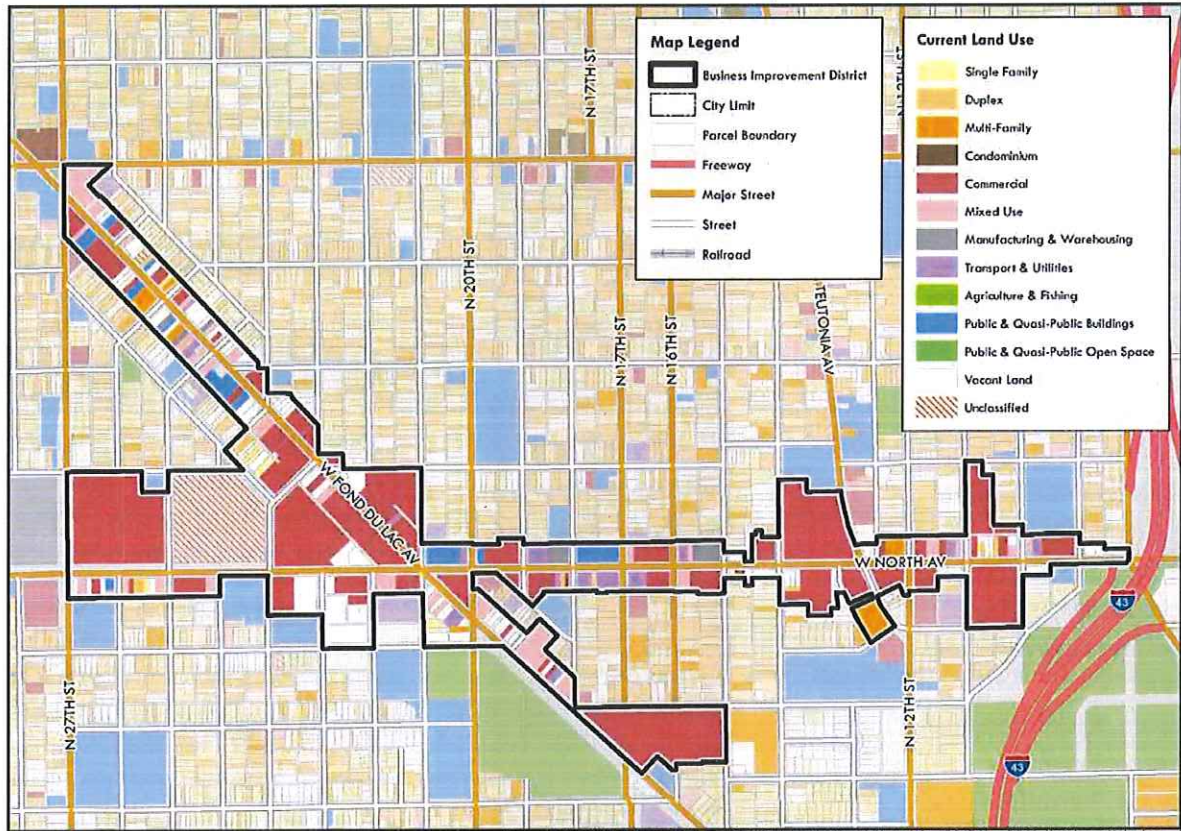 N 17TH ST
N 12TH ST
Map Legend
Business Improvement District
City Limit
Parcel Boundary
Freeway
Major Street
Street
Railroad
Current Land Use
Single Family
Duplex
Multi-Family
Condominium
Commercial
Mixed Use
Manufacturing & Warehousing
Transport & Utilities
Agriculture & Fishing
Public & Quasi-Public Buildings
Public & Quasi-Public Open Space
Vacant Land
Unclassified
N 20TH ST
N 17TH ST
N 16TH ST
TEUTONIA AV
W FOND DU LAC AV
W NORTH AV
N 27TH ST
N 12TH ST
43
43